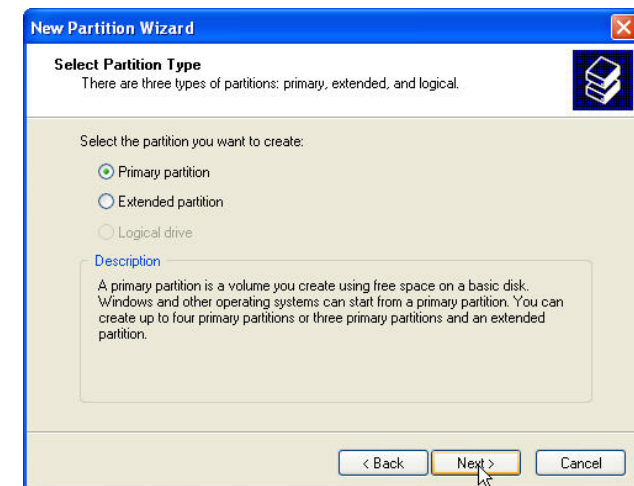 New Partition Wizard
Select Partition Type
There are three types of partitions: primary, extended, and logical.
Select the partition you want to create:
Primary partition
Extended partition
Logical drive
Description
A primary partition is a volume you create using free space on a basic disk.
Windows and other operating systems can start from a primary partition. You can
create up to four primary partitions or three primary partitions and an extended
partition.
< Back
Next >
Cancel